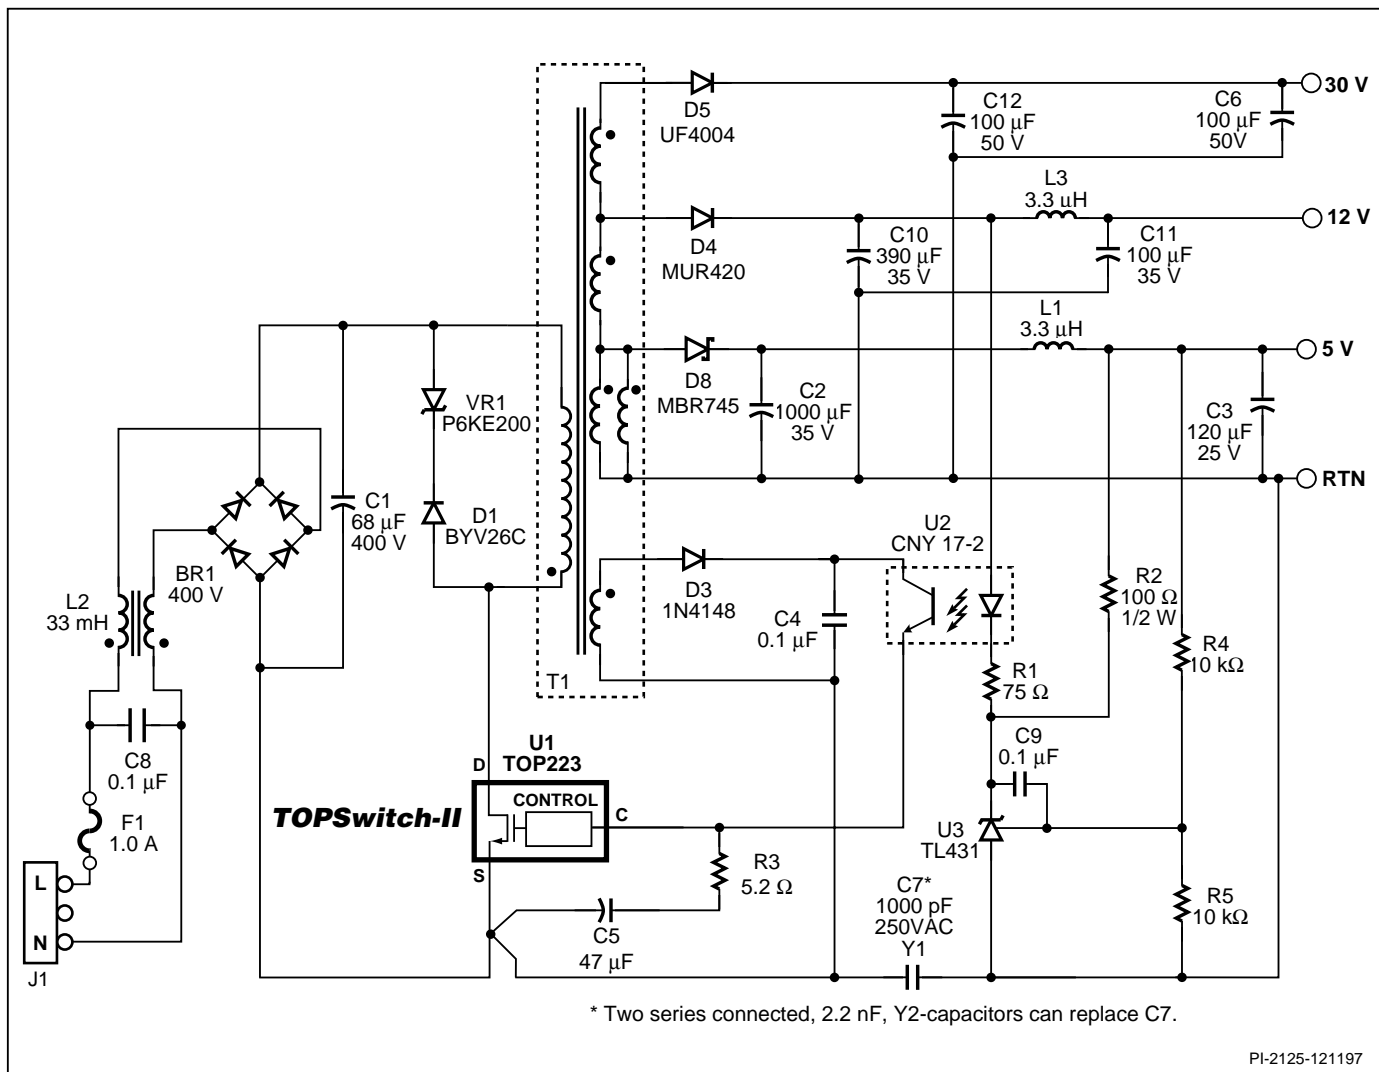 30 V
D5
UF4004
C12
100 µF
50 V
C6
100 µF
50V
L3
3.3 µH
12 V
D4
MUR420
C10
390 µF
35 V
C11
100 µF
35 V
L1
3.3 µH
5 V
D8
MBR745
C2
1000 µF
35 V
C3
120 µF
25 V
RTN
VR1
P6KE200
D1
BYV26C
C1
68 µF
400 V
BR1
400 V
L2
33 mH
D3
1N4148
C4
0.1 µF
U2
CNY 17-2
R2
100 Ω
1/2 W
R4
10 kΩ
R1
75 Ω
T1
C8
0.1 µF
F1
1.0 A
L
N
J1
U1
TOP223
D
CONTROL
C
S
TOPSwitch-II
R3
5.2 Ω
C5
47 µF
C9
0.1 µF
U3
TL431
C7*
1000 pF
250VAC
Y1
R5
10 kΩ
* Two series connected, 2.2 nF, Y2-capacitors can replace C7.
PI-2125-121197